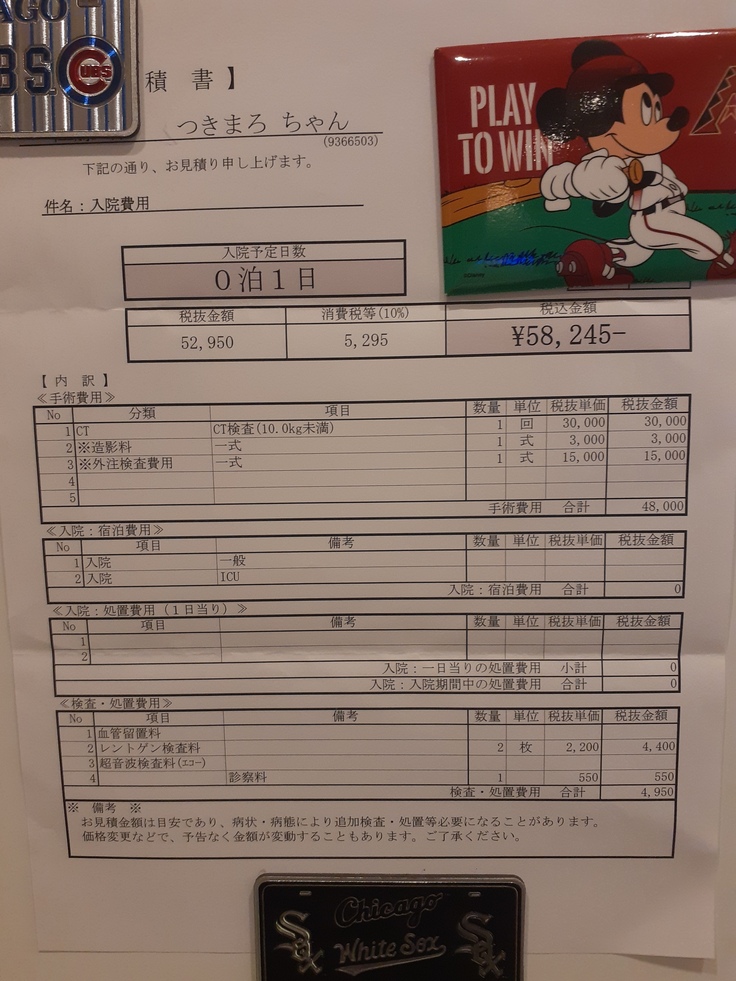 AGO
BS
CUBS
PLAY
TO WIN
積 書 】
つきまろ ちゃん
(9366503)
下記の通り、お見積り申し上げます。
件名：入院費用
入院予定日数
0泊1日
税抜金額 消費税等(10%) 税込金額
52,950 5,295 ¥58,245−
【 内 訳 】
≪手術費用≫
No 分類 項目 数量 単位 税抜単価 税抜金額
1 CT CT検査(10.0kg未満) 1 回 30,000 30,000
2 ※造影料 一式 1 式 3,000 3,000
3 ※外注検査費用 一式 1 式 15,000 15,000
4
5
手術費用 合計 48,000
≪入院：宿泊費用≫
No 項目 備考 数量 単位 税抜単価 税抜金額
1 入院 一般
2 入院 ICU
入院：宿泊費用 合計 0
≪入院：処置費用（１日当り）≫
No 項目 備考 数量 単位 税抜単価 税抜金額
1
2
入院：一日当りの処置費用 小計 0
入院：入院期間中の処置費用 合計 0
≪検査・処置費用≫
No 項目 備考 数量 単位 税抜単価 税抜金額
1 血管留置料
2 レントゲン検査料 2 枚 2,200 4,400
3 超音波検査料(エコー)
4 診察料 1 550 550
検査・処置費用 合計 4,950
※ 備考 ※
お見積金額は目安であり、病状・病態により追加検査・処置等必要になることがあります。
価格変更などで、予告なく金額が変動することもあります。ご了承ください。
Chicago
White Sox
Sox
Sox